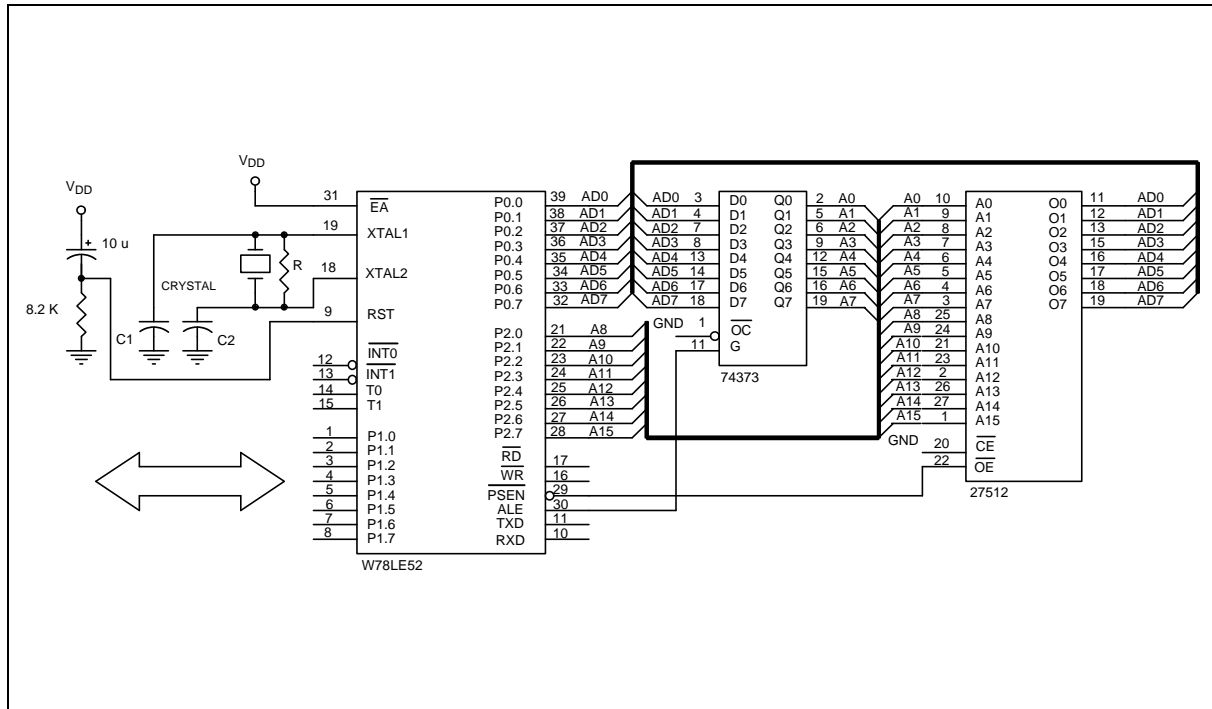 VDD
10 u
8.2 K
VDD
31 EA
19 XTAL1
18 XTAL2
9 RST
CRYSTAL
R
C1
C2
12 INT0
13 INT1
14 T0
15 T1
1 P1.0
2 P1.1
3 P1.2
4 P1.3
5 P1.4
6 P1.5
7 P1.6
8 P1.7
P0.0 39 AD0
P0.1 38 AD1
P0.2 37 AD2
P0.3 36 AD3
P0.4 35 AD4
P0.5 34 AD5
P0.6 33 AD6
P0.7 32 AD7
P2.0 21 A8
P2.1 22 A9
P2.2 23 A10
P2.3 24 A11
P2.4 25 A12
P2.5 26 A13
P2.6 27 A14
P2.7 28 A15
RD 17
WR 16
PSEN 29
ALE 30
TXD 11
RXD 10
W78LE52
AD0 3 D0 Q0 2 A0
AD1 4 D1 Q1 5 A1
AD2 7 D2 Q2 6 A2
AD3 8 D3 Q3 9 A3
AD4 13 D4 Q4 12 A4
AD5 14 D5 Q5 15 A5
AD6 17 D6 Q6 16 A6
AD7 18 D7 Q7 19 A7
GND 1 OC
11 G
74373
A0 10 A0 O0 11 AD0
A1 9 A1 O1 12 AD1
A2 8 A2 O2 13 AD2
A3 7 A3 O3 15 AD3
A4 6 A4 O4 16 AD4
A5 5 A5 O5 17 AD5
A6 4 A6 O6 18 AD6
A7 3 A7 O7 19 AD7
A8 25 A8
A9 24 A9
A10 21 A10
A11 23 A11
A12 2 A12
A13 26 A13
A14 27 A14
A15 1 A15
GND 20 CE
22 OE
27512